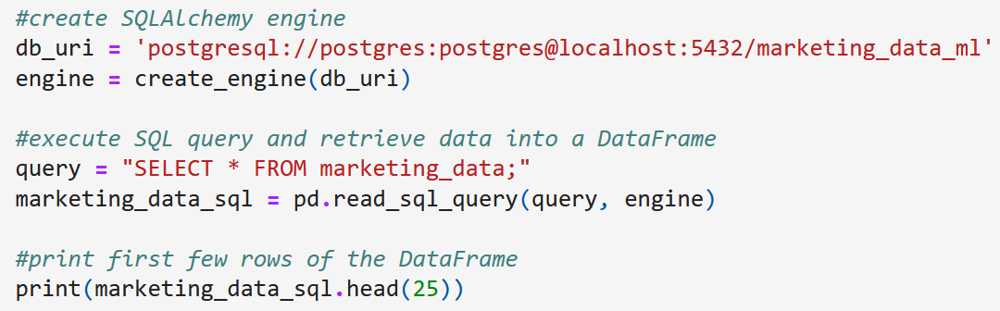 #create SQLAlchemy engine
db_uri = 'postgresql://postgres:postgres@localhost:5432/marketing_data_ml'
engine = create_engine(db_uri)
#execute SQL query and retrieve data into a DataFrame
query = "SELECT * FROM marketing_data;"
marketing_data_sql = pd.read_sql_query(query, engine)
#print first few rows of the DataFrame
print(marketing_data_sql.head(25))